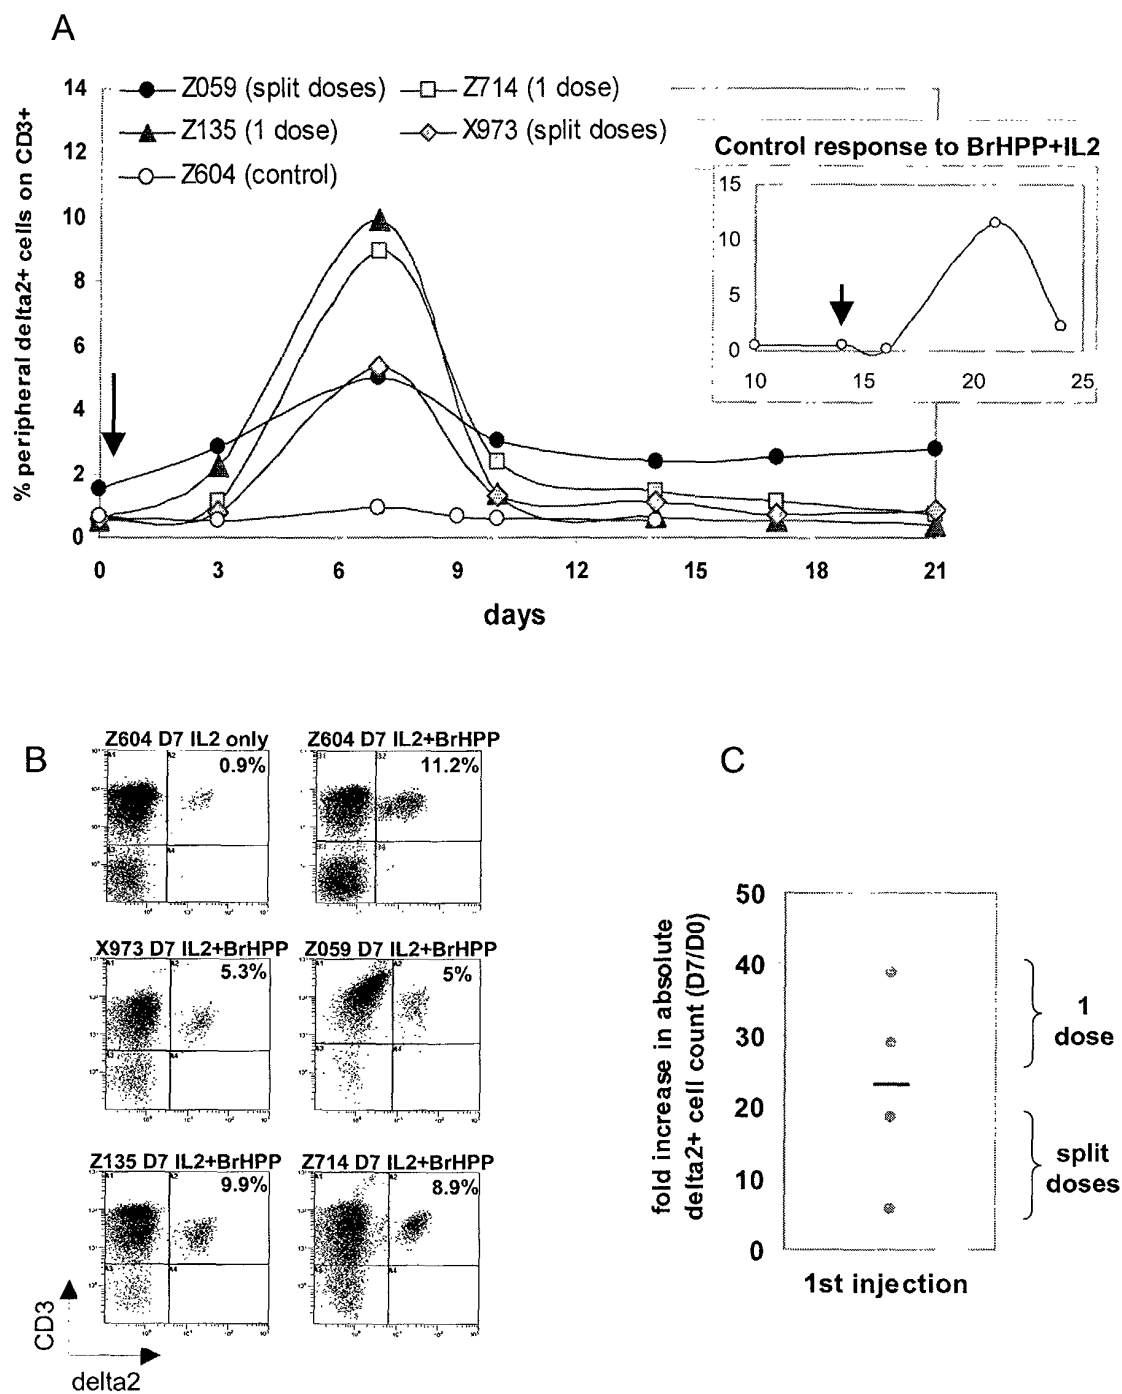 A
Z059 (split doses)
Z714 (1 dose)
Z135 (1 dose)
X973 (split doses)
Z604 (control)
% peripheral delta2+ cells on CD3+
14
12
10
8
6
4
2
0
0 3 6 9 12 15 18 21
days
Control response to BrHPP+IL2
15
10
5
0
10 15 20 25
B
Z604 D7 IL2 only
0.9%
Z604 D7 IL2+BrHPP
11.2%
X973 D7 IL2+BrHPP
5.3%
Z059 D7 IL2+BrHPP
5%
Z135 D7 IL2+BrHPP
9.9%
Z714 D7 IL2+BrHPP
8.9%
CD3
delta2
C
fold increase in absolute
delta2+ cell count (D7/D0)
50
40
30
20
10
0
1
dose
split
doses
1st injection